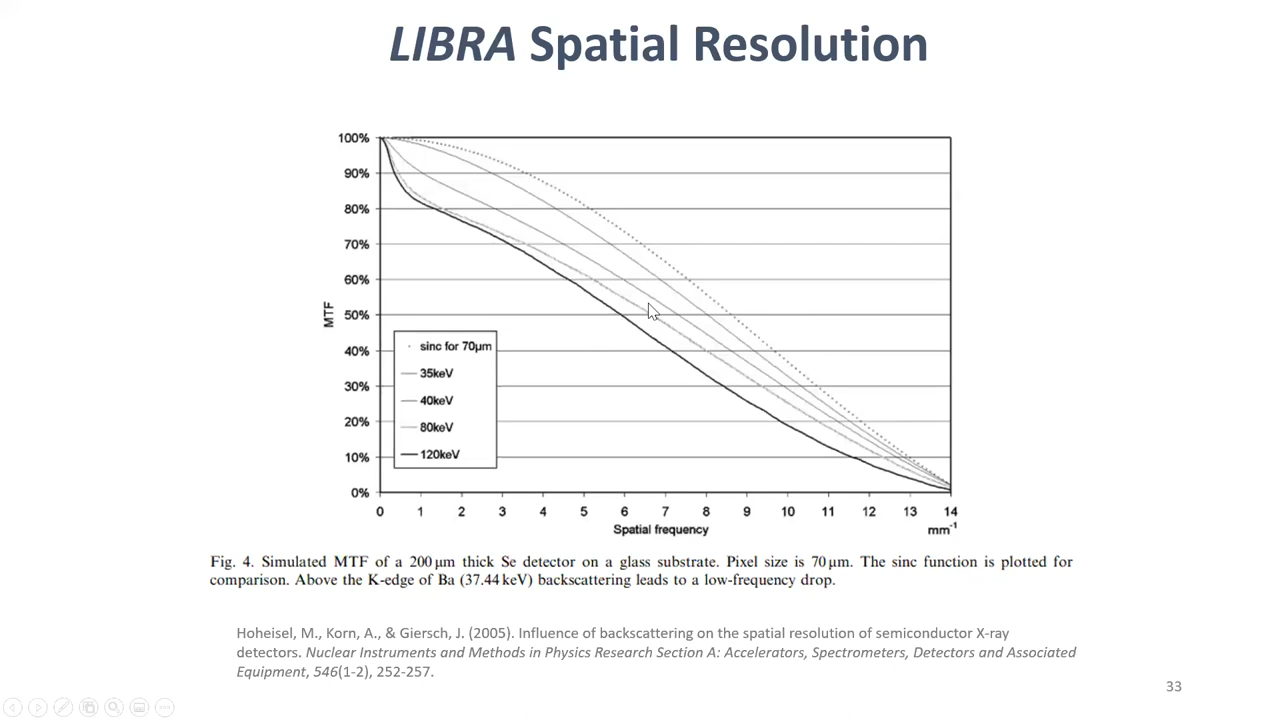 LIBRA Spatial Resolution
100%
90%
80%
70%
60%
50%
40%
30%
20%
10%
0%
MTF
sinc for 70µm
35keV
40keV
80keV
120keV
0 1 2 3 4 5 6 7 8 9 10 11 12 13 14
Spatial frequency
mm⁻¹
Fig. 4. Simulated MTF of a 200 µm thick Se detector on a glass substrate. Pixel size is 70 µm. The sinc function is plotted for
comparison. Above the K-edge of Ba (37.44 keV) backscattering leads to a low-frequency drop.
Hoheisel, M., Korn, A., & Giersch, J. (2005). Influence of backscattering on the spatial resolution of semiconductor X-ray
detectors. Nuclear Instruments and Methods in Physics Research Section A: Accelerators, Spectrometers, Detectors and Associated
Equipment, 546(1-2), 252-257.
33